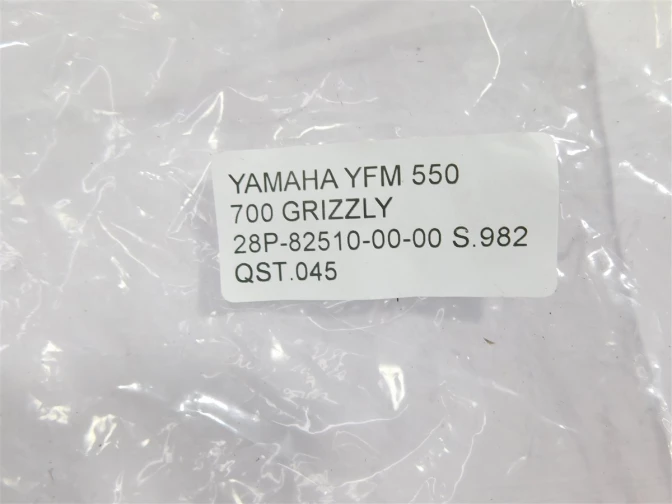 YAMAHA YFM 550
700 GRIZZLY
28P-82510-00-00 S.982
QST.045